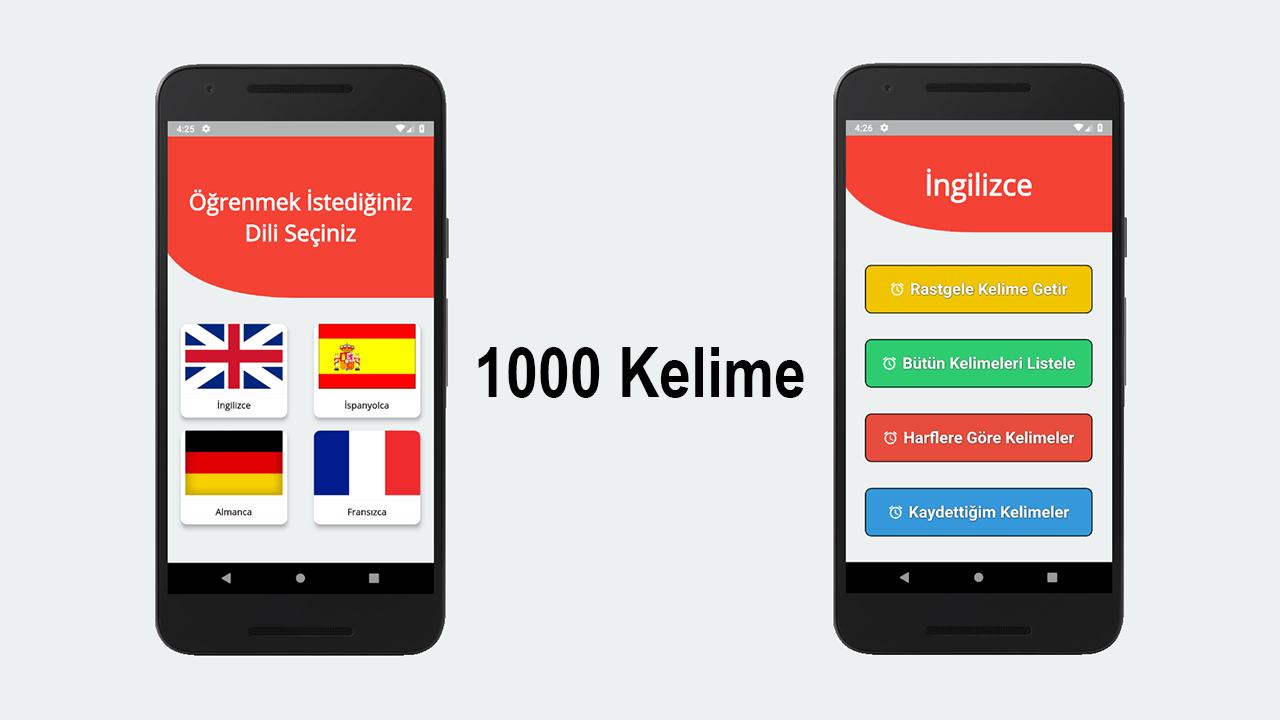 4:25
Öğrenmek İstediğiniz
Dili Seçiniz
İngilizce
İspanyolca
Almanca
Fransızca
1000 Kelime
4:26
İngilizce
Rastgele Kelime Getir
Bütün Kelimeleri Listele
Harflere Göre Kelimeler
Kaydettiğim Kelimeler